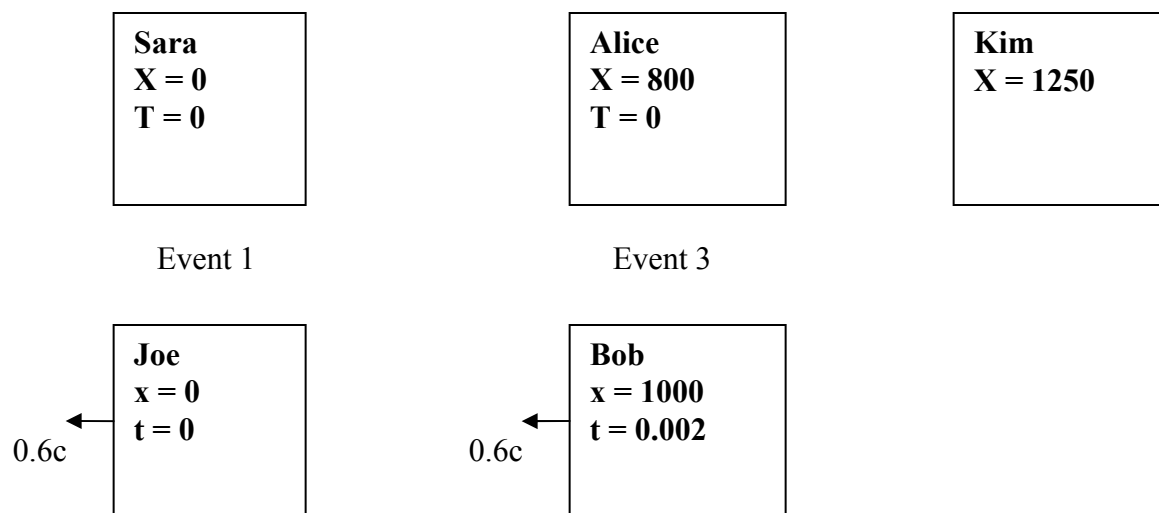 Sara
X = 0
T = 0
Alice
X = 800
T = 0
Kim
X = 1250
Event 1
Event 3
Joe
x = 0
t = 0
0.6c
Bob
x = 1000
t = 0.002
0.6c